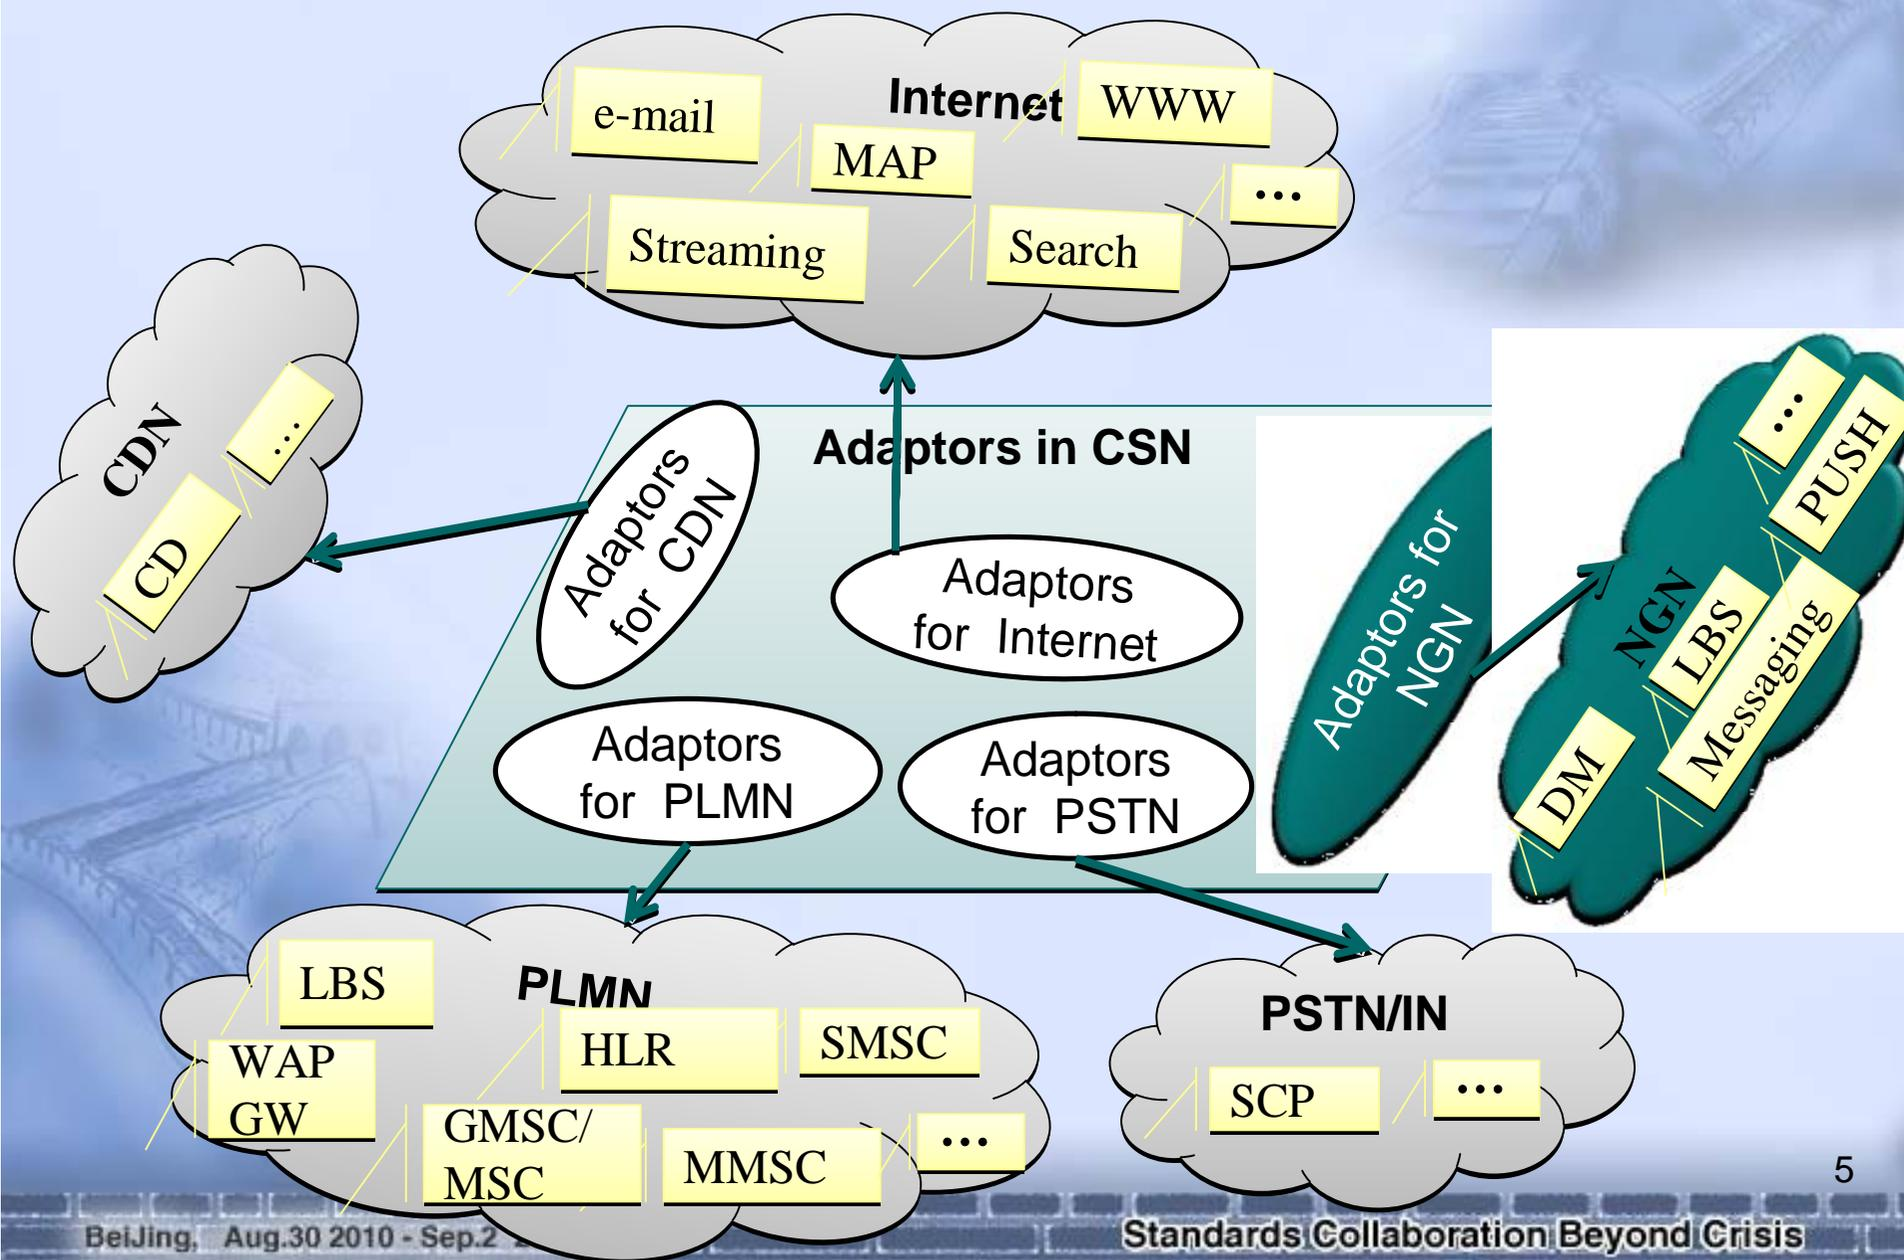 Internet
e-mail
WWW
MAP
...
Streaming
Search
CDN
...
CD
Adaptors in CSN
Adaptors
for CDN
Adaptors
for Internet
Adaptors for
NGN
Adaptors
for PLMN
Adaptors
for PSTN
NGN
...
PUSH
LBS
Messaging
DM
PLMN
LBS
HLR
SMSC
WAP
GW
GMSC/
MSC
MMSC
...
PSTN/IN
SCP
...
5
BeiJing, Aug.30 2010 - Sep.2
Standards Collaboration Beyond Crisis